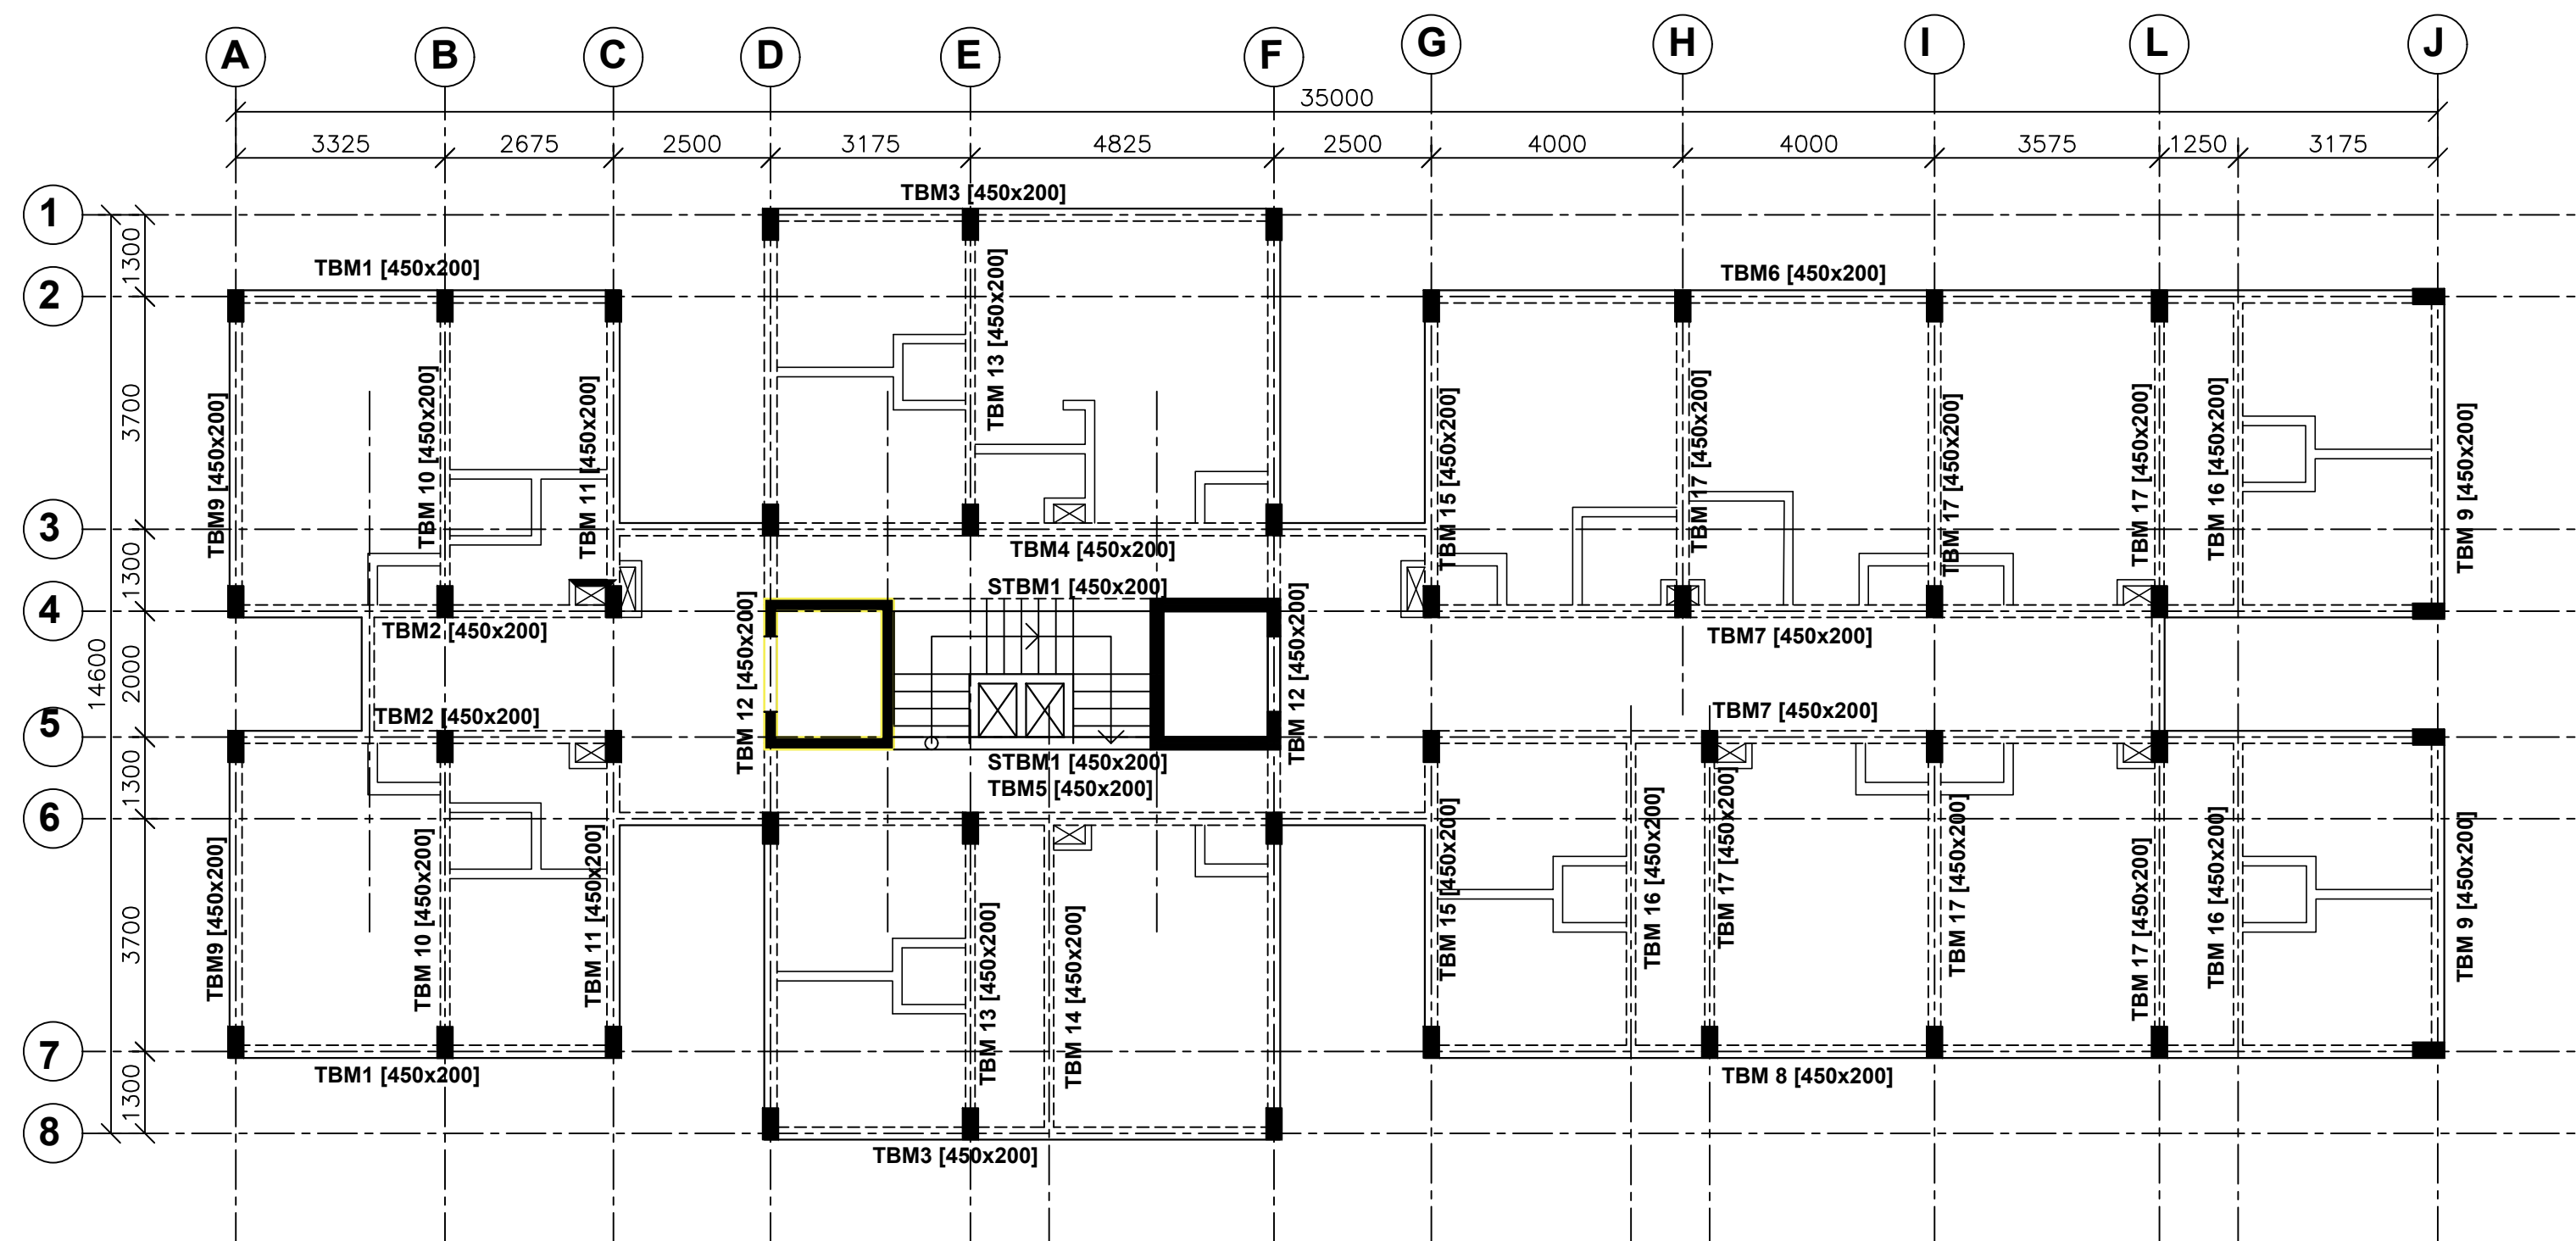 A B C D E F G H I L J
35000
3325 2675 2500 3175 4825 2500 4000 4000 3575 1250 3175
1
2
3
4
5
6
7
8
1300
3700
1300
2000
1300
3700
1300
14600
TBM3 [450x200]
TBM1 [450x200]
TBM6 [450x200]
TBM9 [450x200]
TBM 10 [450x200]
TBM 11 [450x200]
TBM 13 [450x200]
TBM 15 [450x200]
TBM 17 [450x200]
TBM 17 [450x200]
TBM 17 [450x200]
TBM 16 [450x200]
TBM 9 [450x200]
TBM4 [450x200]
STBM1 [450x200]
TBM2 [450x200]
TBM7 [450x200]
TBM 12 [450x200]
TBM 12 [450x200]
TBM2 [450x200]
TBM7 [450x200]
STBM1 [450x200]
TBM5 [450x200]
TBM9 [450x200]
TBM 10 [450x200]
TBM 11 [450x200]
TBM 13 [450x200]
TBM 14 [450x200]
TBM 15 [450x200]
TBM 16 [450x200]
TBM 17 [450x200]
TBM 17 [450x200]
TBM 17 [450x200]
TBM 16 [450x200]
TBM 9 [450x200]
TBM1 [450x200]
TBM 8 [450x200]
TBM3 [450x200]